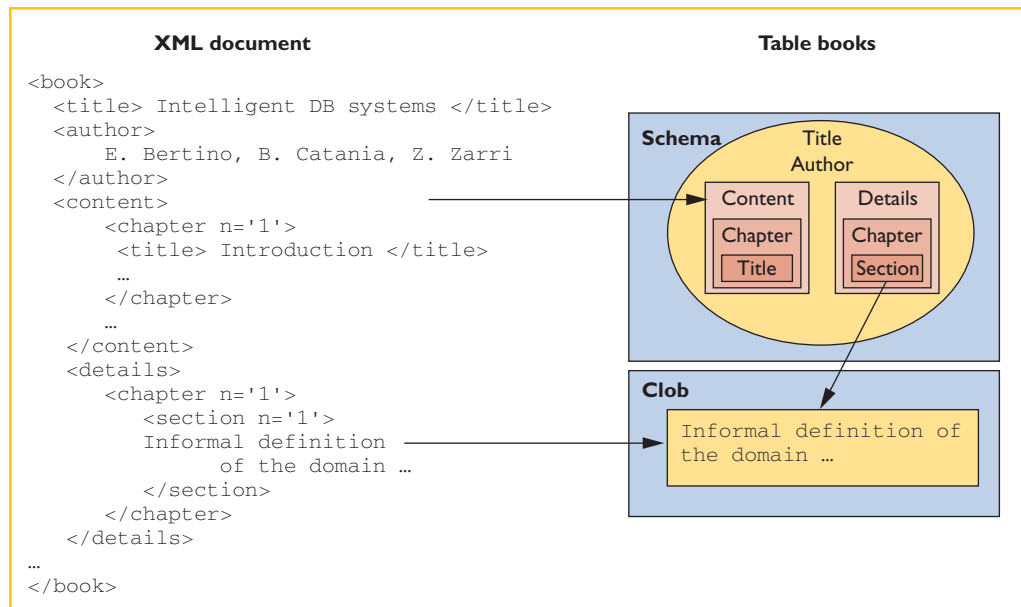 XML document
<book>
<title> Intelligent DB systems </title>
<author>
E. Bertino, B. Catania, Z. Zarri
</author>
<content>
<chapter n='1'>
<title> Introduction </title>
…
</chapter>
…
</content>
<details>
<chapter n='1'>
<section n='1'>
Informal definition
of the domain …
</section>
</chapter>
</details>
…
</book>
Table books
Schema
Title
Author
Content
Chapter
Title
Details
Chapter
Section
Clob
Informal definition of
the domain …